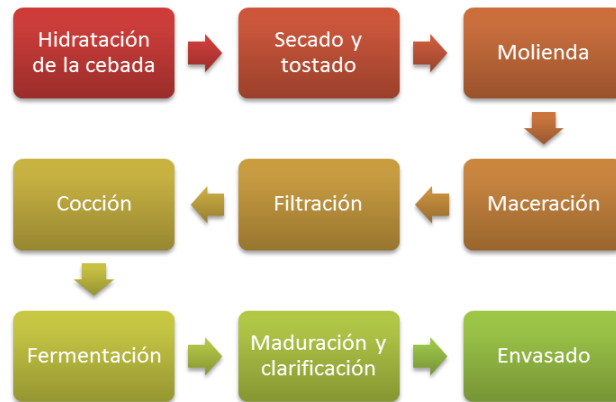 Hidratación
de la cebada
Secado y
tostado
Molienda
Maceración
Filtración
Cocción
Fermentación
Maduración y
clarificación
Envasado